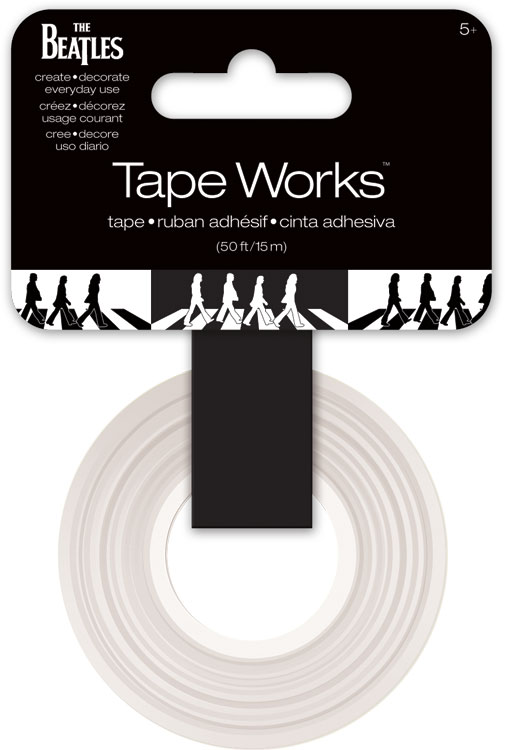 THE
BEATLES
5+
create•decorate
everyday use
créez•décorez
usage courant
cree•decore
uso diario
Tape Works™
tape•ruban adhésif•cinta adhesiva
(50 ft/15 m)